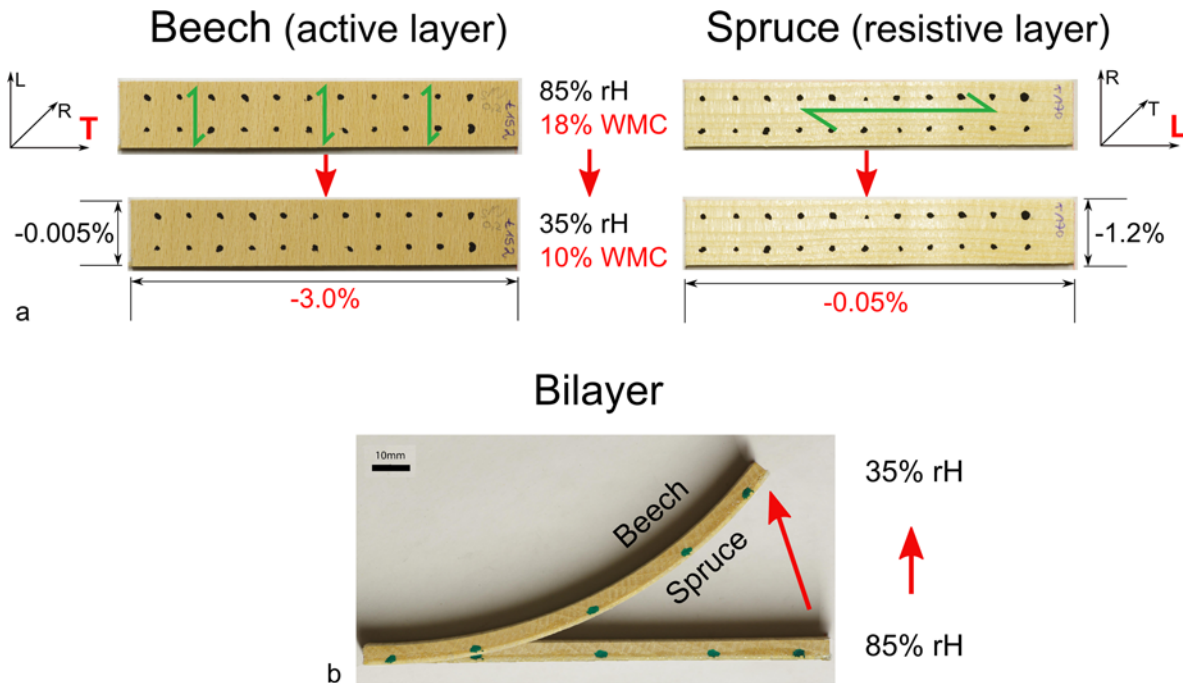 Beech (active layer)
Spruce (resistive layer)
L
R
T
85% rH
18% WMC
R
T
L
35% rH
10% WMC
-0.005%
-1.2%
-3.0%
-0.05%
a
Bilayer
10mm
35% rH
Beech
Spruce
85% rH
b